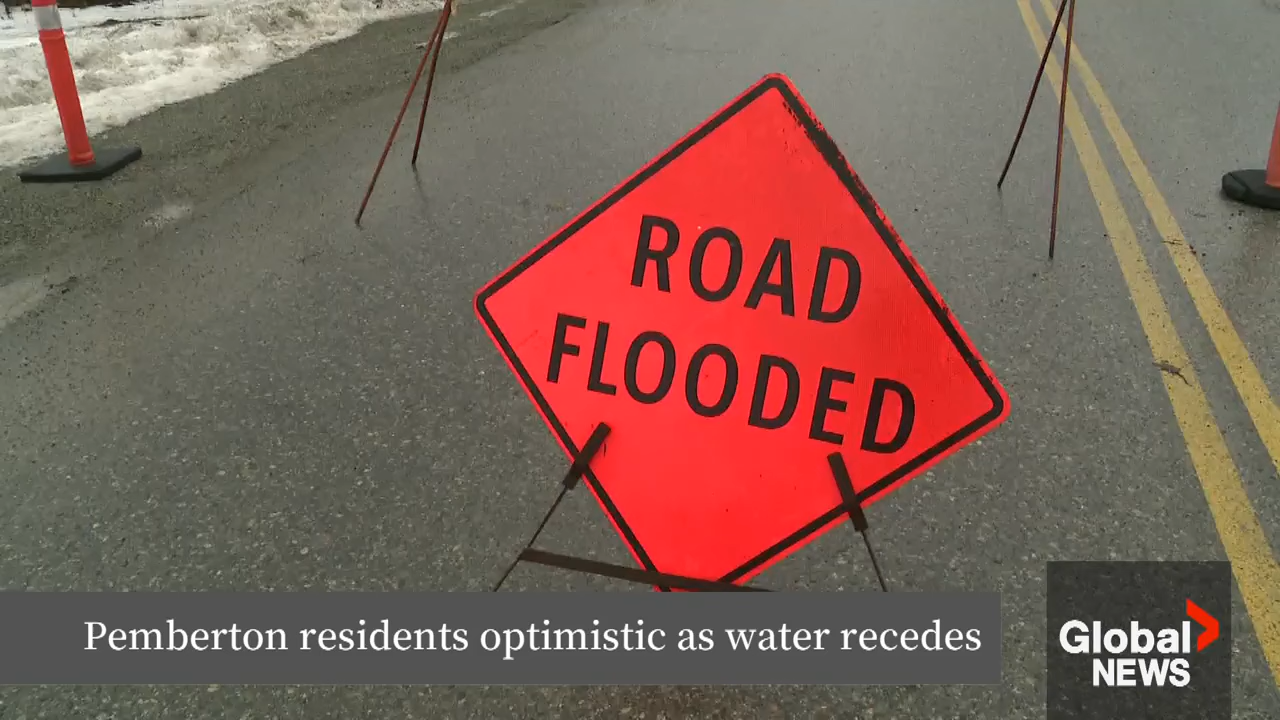 ROAD
FLOODED
Pemberton residents optimistic as water recedes
Global
NEWS